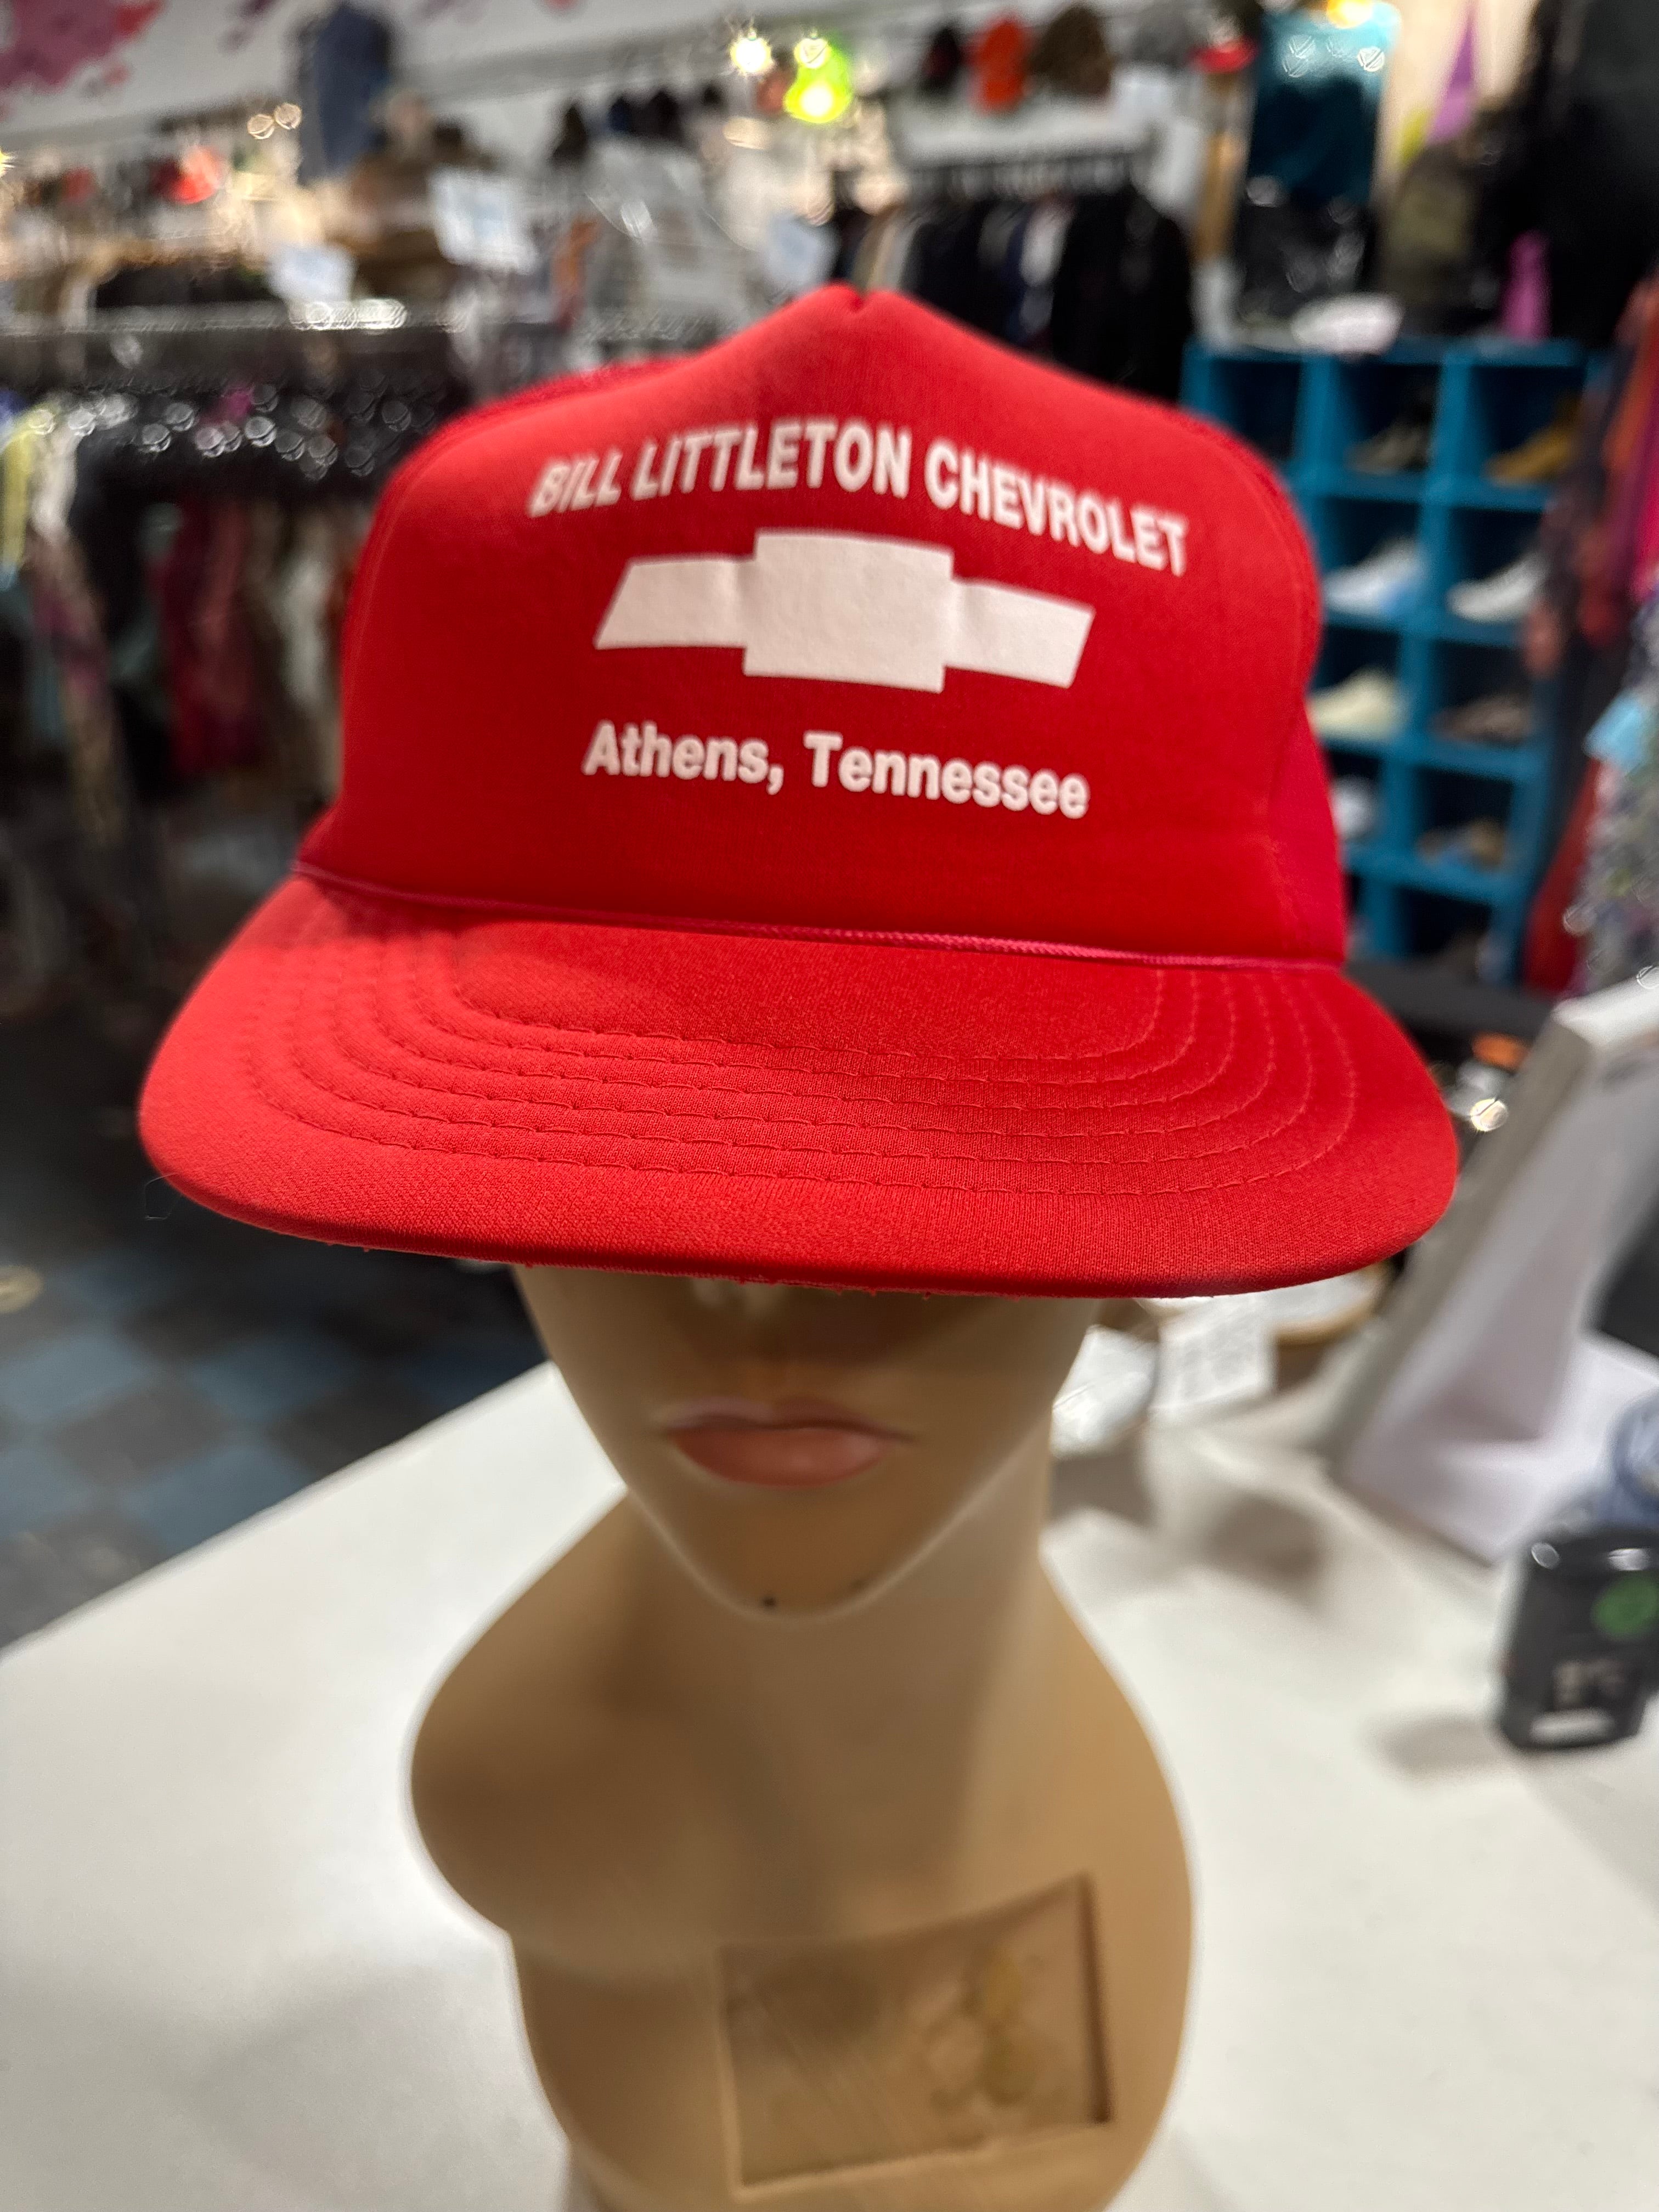 BILL LITTLETON CHEVROLET
Athens, Tennessee